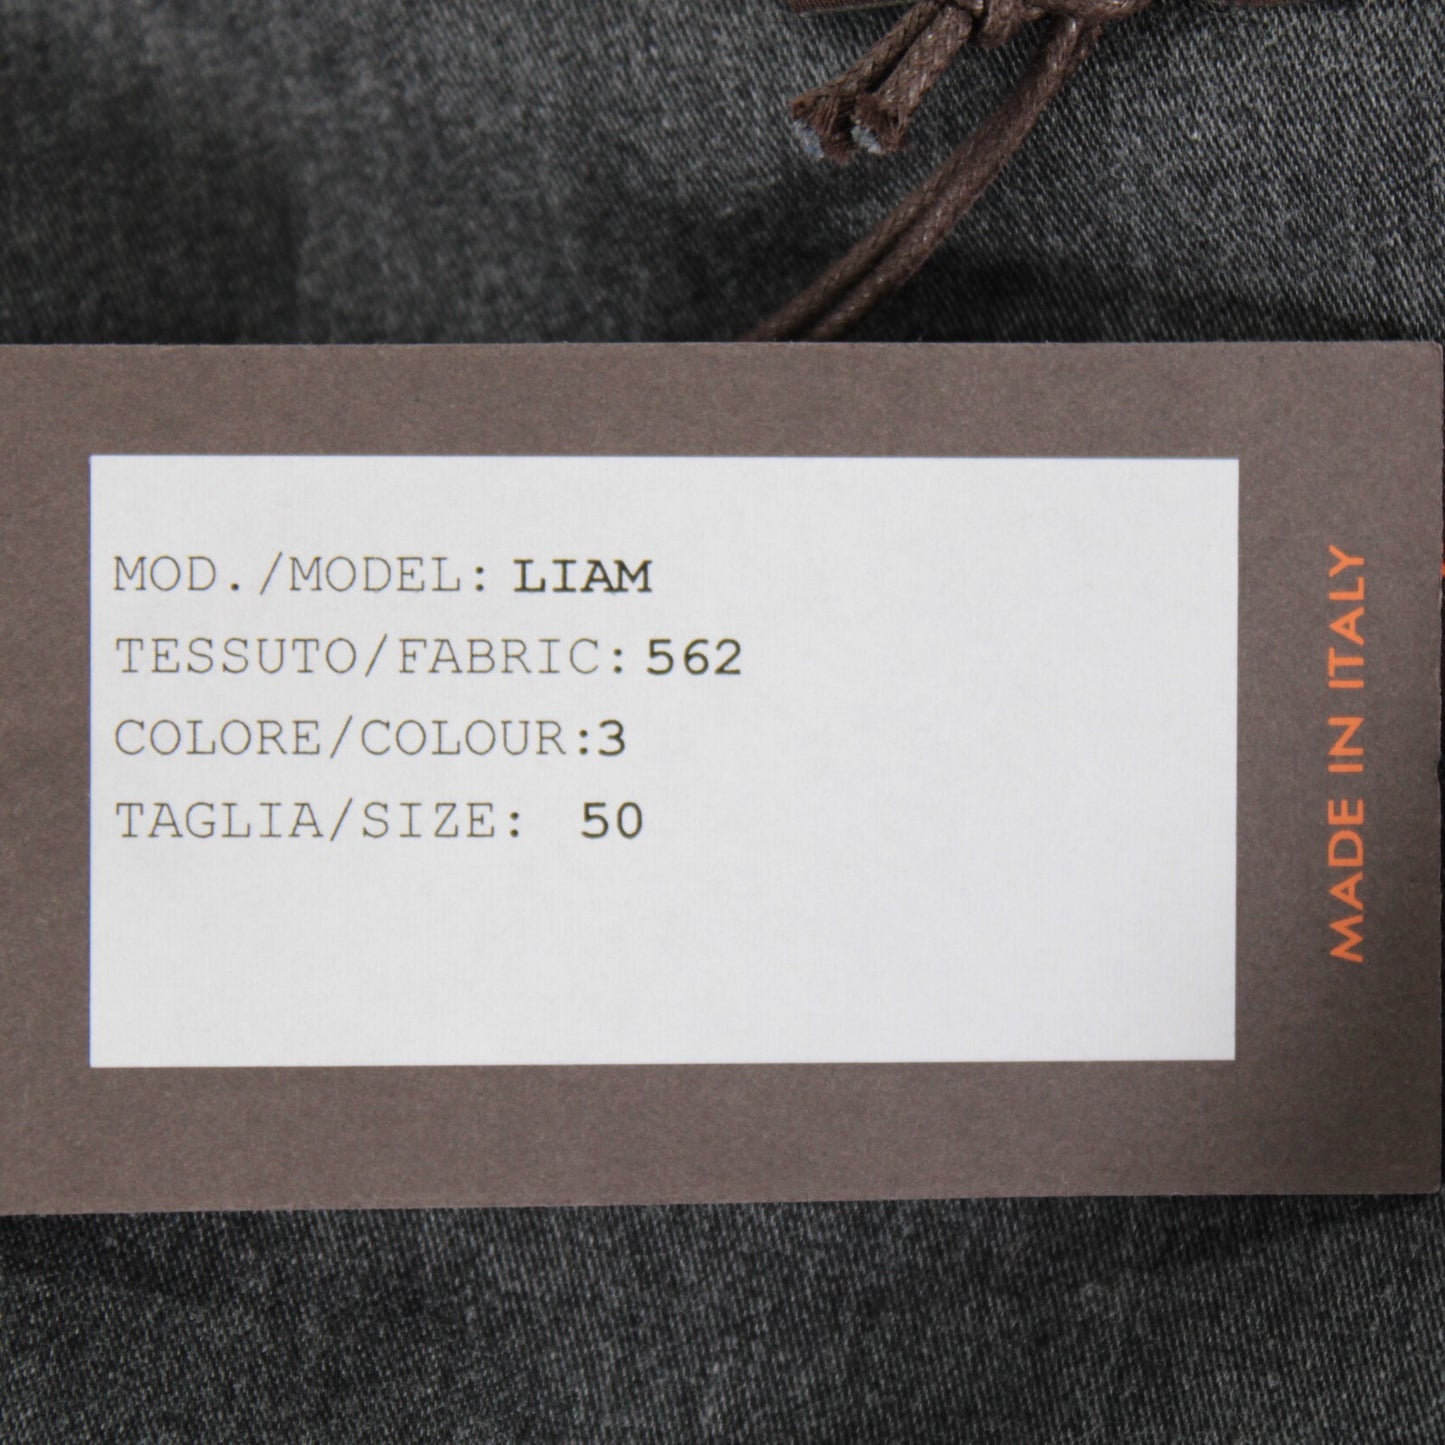 MOD./MODEL: LIAM
TESSUTO/FABRIC: 562
COLORE/COLOUR:3
TAGLIA/SIZE: 50
MADE IN ITALY